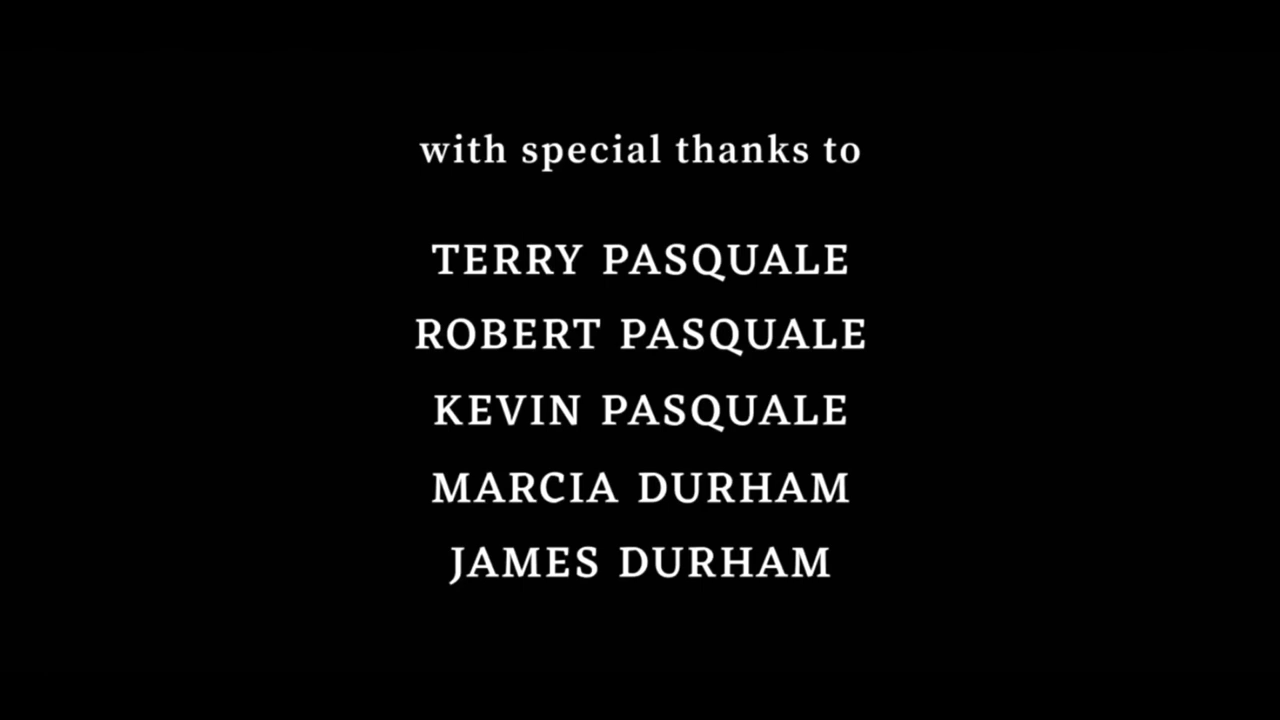 with special thanks to
TERRY PASQUALE
ROBERT PASQUALE
KEVIN PASQUALE
MARCIA DURHAM
JAMES DURHAM